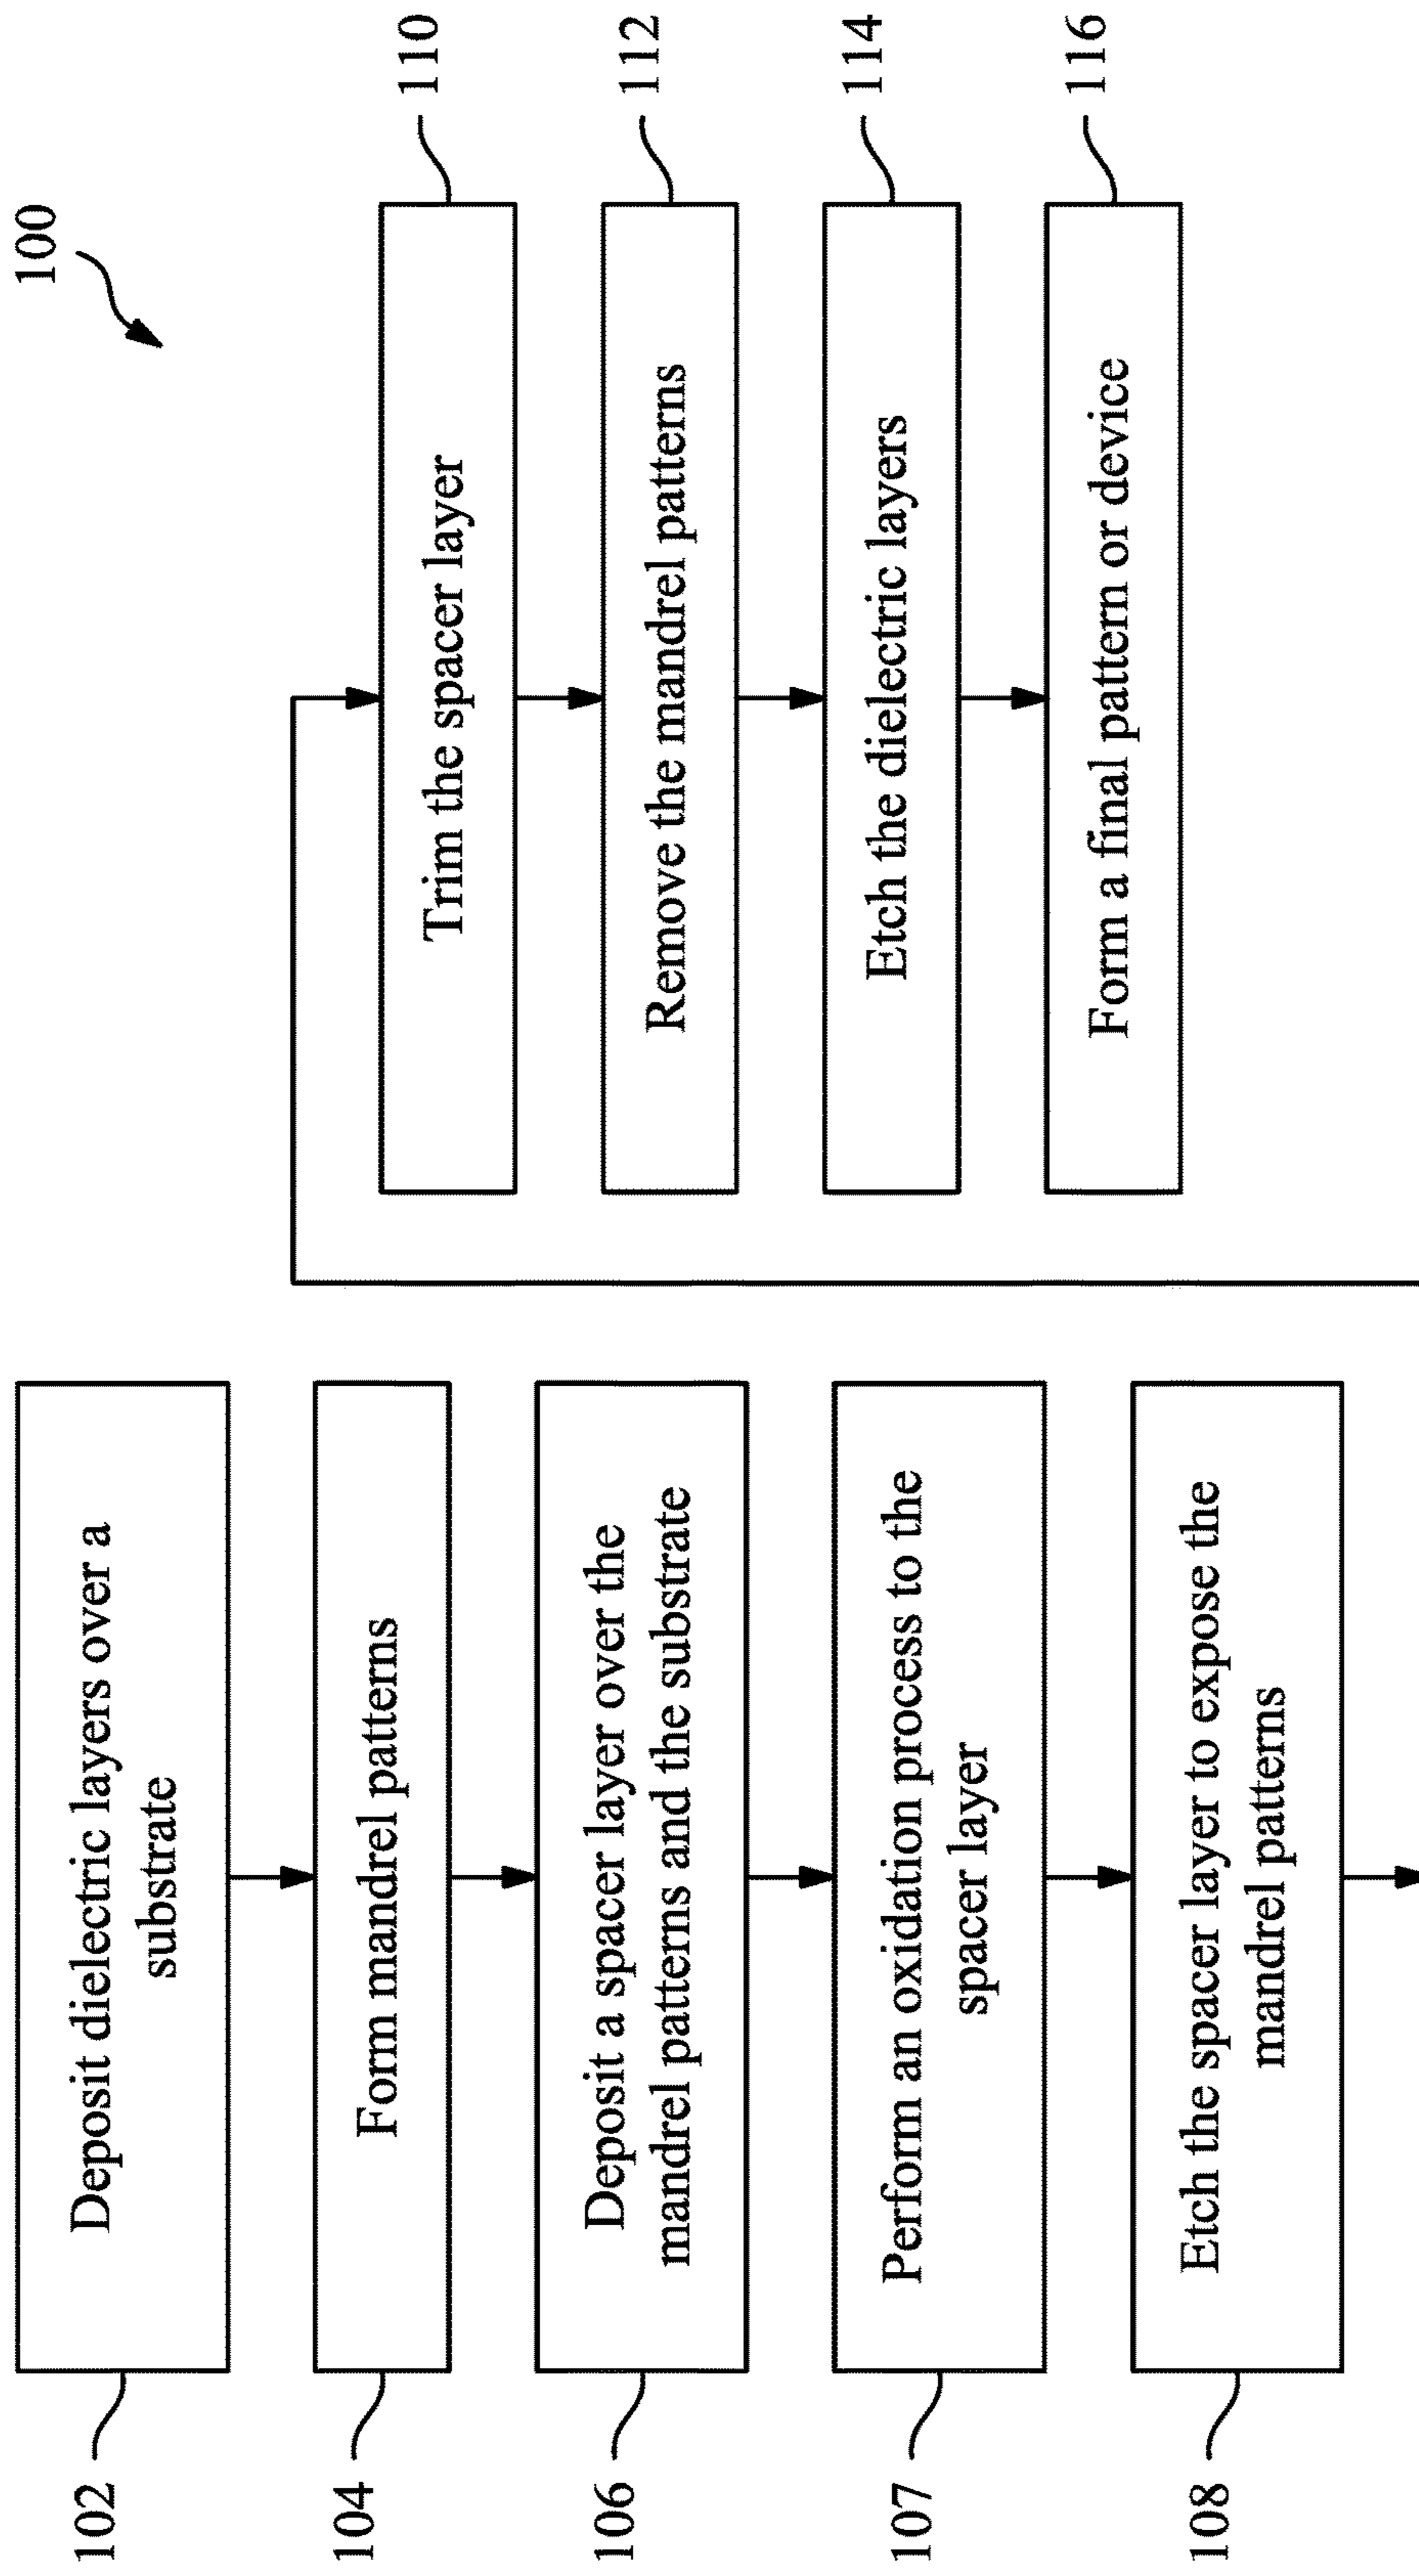 100
102
Deposit dielectric layers over a
substrate
104
Form mandrel patterns
106
Deposit a spacer layer over the
mandrel patterns and the substrate
107
Perform an oxidation process to the
spacer layer
108
Etch the spacer layer to expose the
mandrel patterns
Trim the spacer layer
110
Remove the mandrel patterns
112
Etch the dielectric layers
114
Form a final pattern or device
116